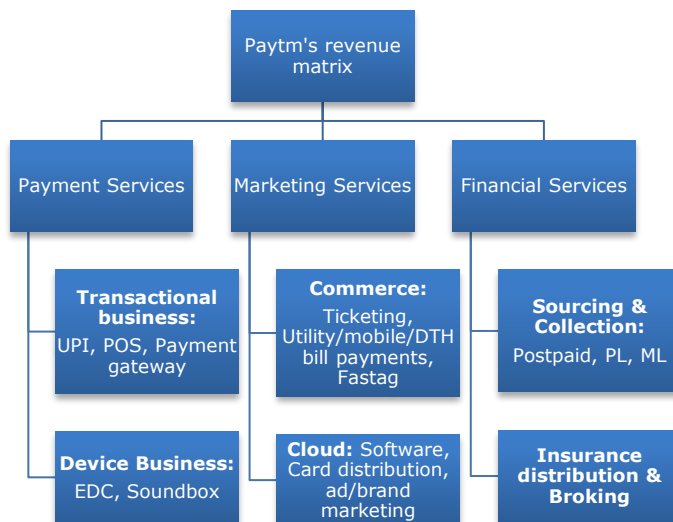 Paytm's revenue
matrix
Payment Services
Marketing Services
Financial Services
Transactional
business:
UPI, POS, Payment
gateway
Commerce:
Ticketing,
Utility/mobile/DTH
bill payments,
Fastag
Sourcing &
Collection:
Postpaid, PL, ML
Device Business:
EDC, Soundbox
Cloud: Software,
Card distribution,
ad/brand
marketing
Insurance
distribution &
Broking